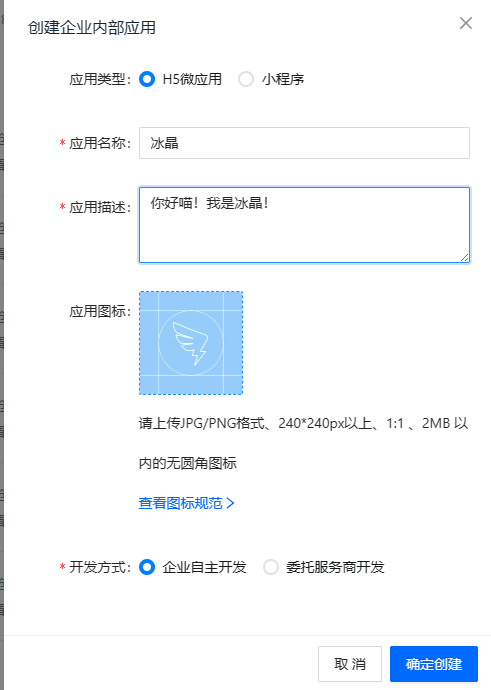 创建企业内部应用
应用类型： H5微应用 小程序
* 应用名称： 冰晶
* 应用描述： 你好喵！我是冰晶！
应用图标：
请上传JPG/PNG格式、240*240px以上、1:1 、2MB 以
内的无圆角图标
查看图标规范
* 开发方式： 企业自主开发 委托服务商开发
取 消 确定创建